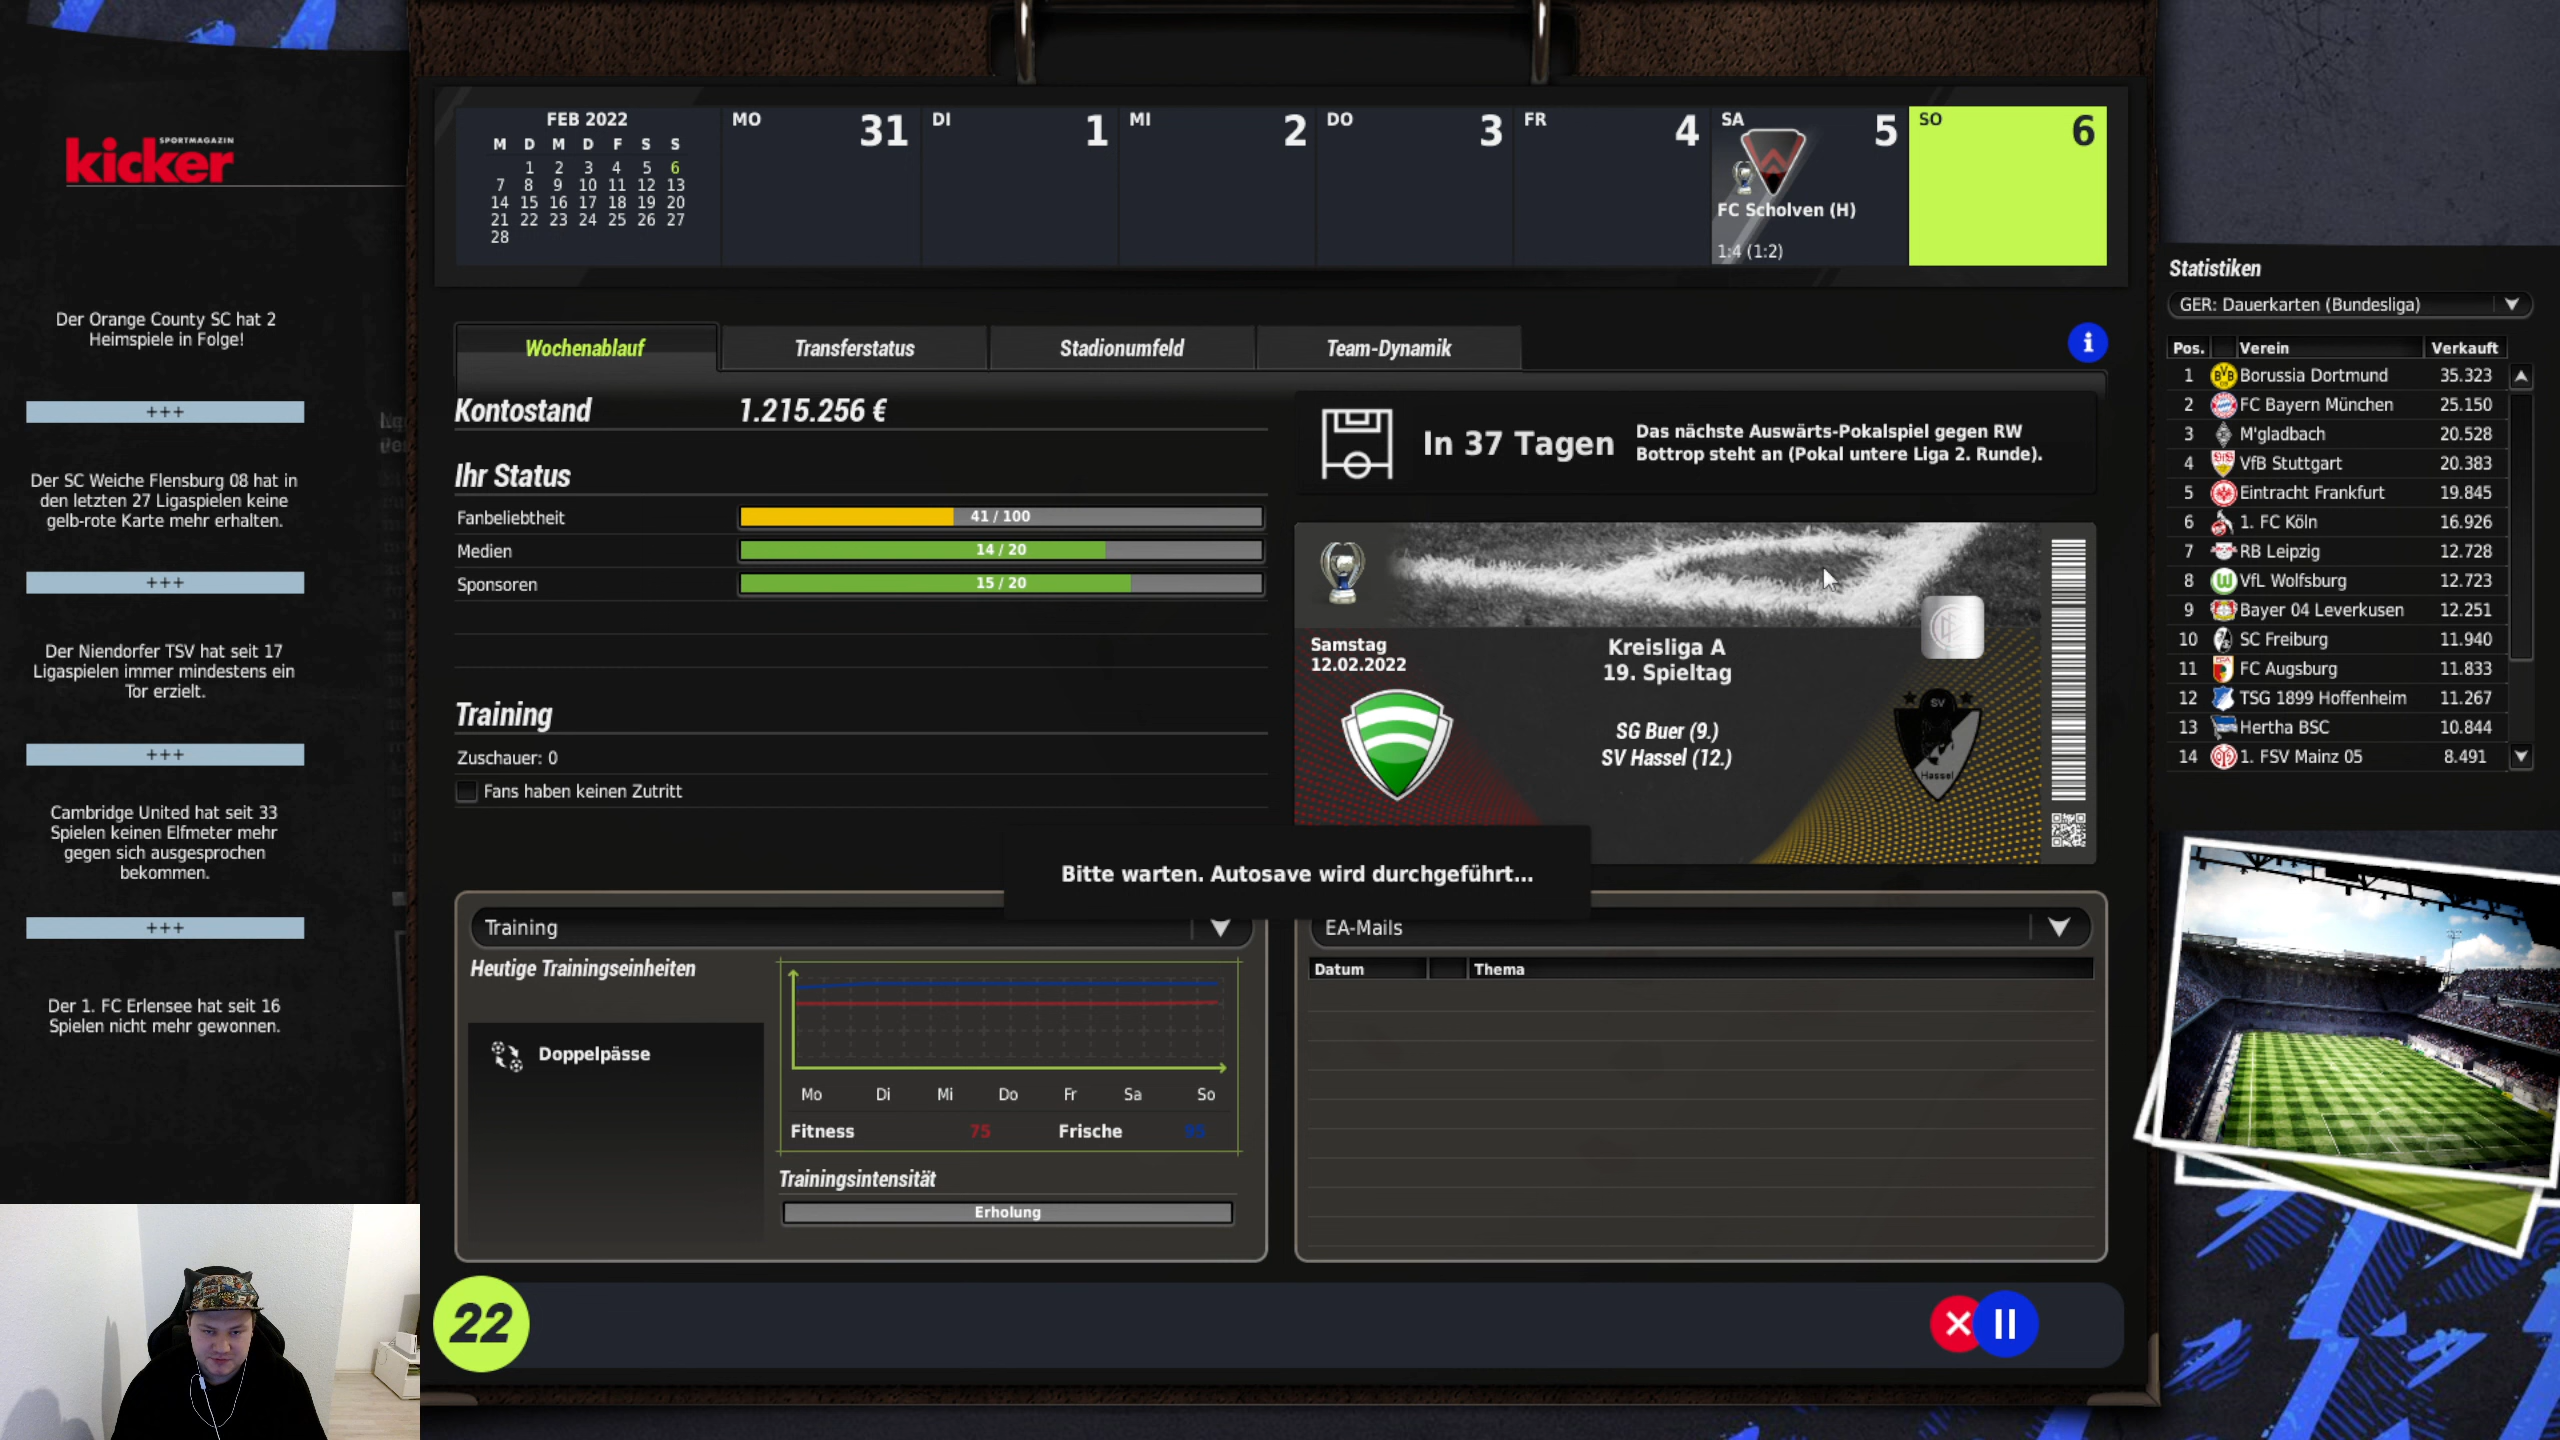 kicker
SPORTMAGAZIN
Der Orange County SC hat 2
Heimspiele in Folge!
+++
Der SC Weiche Flensburg 08 hat in
den letzten 27 Ligaspielen keine
gelb-rote Karte mehr erhalten.
+++
Der Niendorfer TSV hat seit 17
Ligaspielen immer mindestens ein
Tor erzielt.
+++
Cambridge United hat seit 33
Spielen keinen Elfmeter mehr
gegen sich ausgesprochen
bekommen.
+++
Der 1. FC Erlensee hat seit 16
Spielen nicht mehr gewonnen.
FEB 2022
M D M D F S S
1 2 3 4 5 6
7 8 9 10 11 12 13
14 15 16 17 18 19 20
21 22 23 24 25 26 27
28
MO 31
DI 1
MI 2
DO 3
FR 4
SA 5
FC Scholven (H)
1:4 (1:2)
SO 6
Wochenablauf
Transferstatus
Stadionumfeld
Team-Dynamik
i
Kontostand 1.215.256 €
Ihr Status
Fanbeliebtheit 41 / 100
Medien 14 / 20
Sponsoren 15 / 20
Training
Zuschauer: 0
Fans haben keinen Zutritt
In 37 Tagen
Das nächste Auswärts-Pokalspiel gegen RW
Bottrop steht an (Pokal untere Liga 2. Runde).
Samstag
12.02.2022
Kreisliga A
19. Spieltag
SG Buer (9.)
SV Hassel (12.)
SV
Hassel
Bitte warten. Autosave wird durchgeführt...
Training
Heutige Trainingseinheiten
Doppelpässe
Mo Di Mi Do Fr Sa So
Fitness 75 Frische
Trainingsintensität
Erholung
EA-Mails
Datum Thema
22
Statistiken
GER: Dauerkarten (Bundesliga)
Pos. Verein Verkauft
1 Borussia Dortmund 35.323
2 FC Bayern München 25.150
3 M'gladbach 20.528
4 VfB Stuttgart 20.383
5 Eintracht Frankfurt 19.845
6 1. FC Köln 16.926
7 RB Leipzig 12.728
8 VfL Wolfsburg 12.723
9 Bayer 04 Leverkusen 12.251
10 SC Freiburg 11.940
11 FC Augsburg 11.833
12 TSG 1899 Hoffenheim 11.267
13 Hertha BSC 10.844
14 1. FSV Mainz 05 8.491